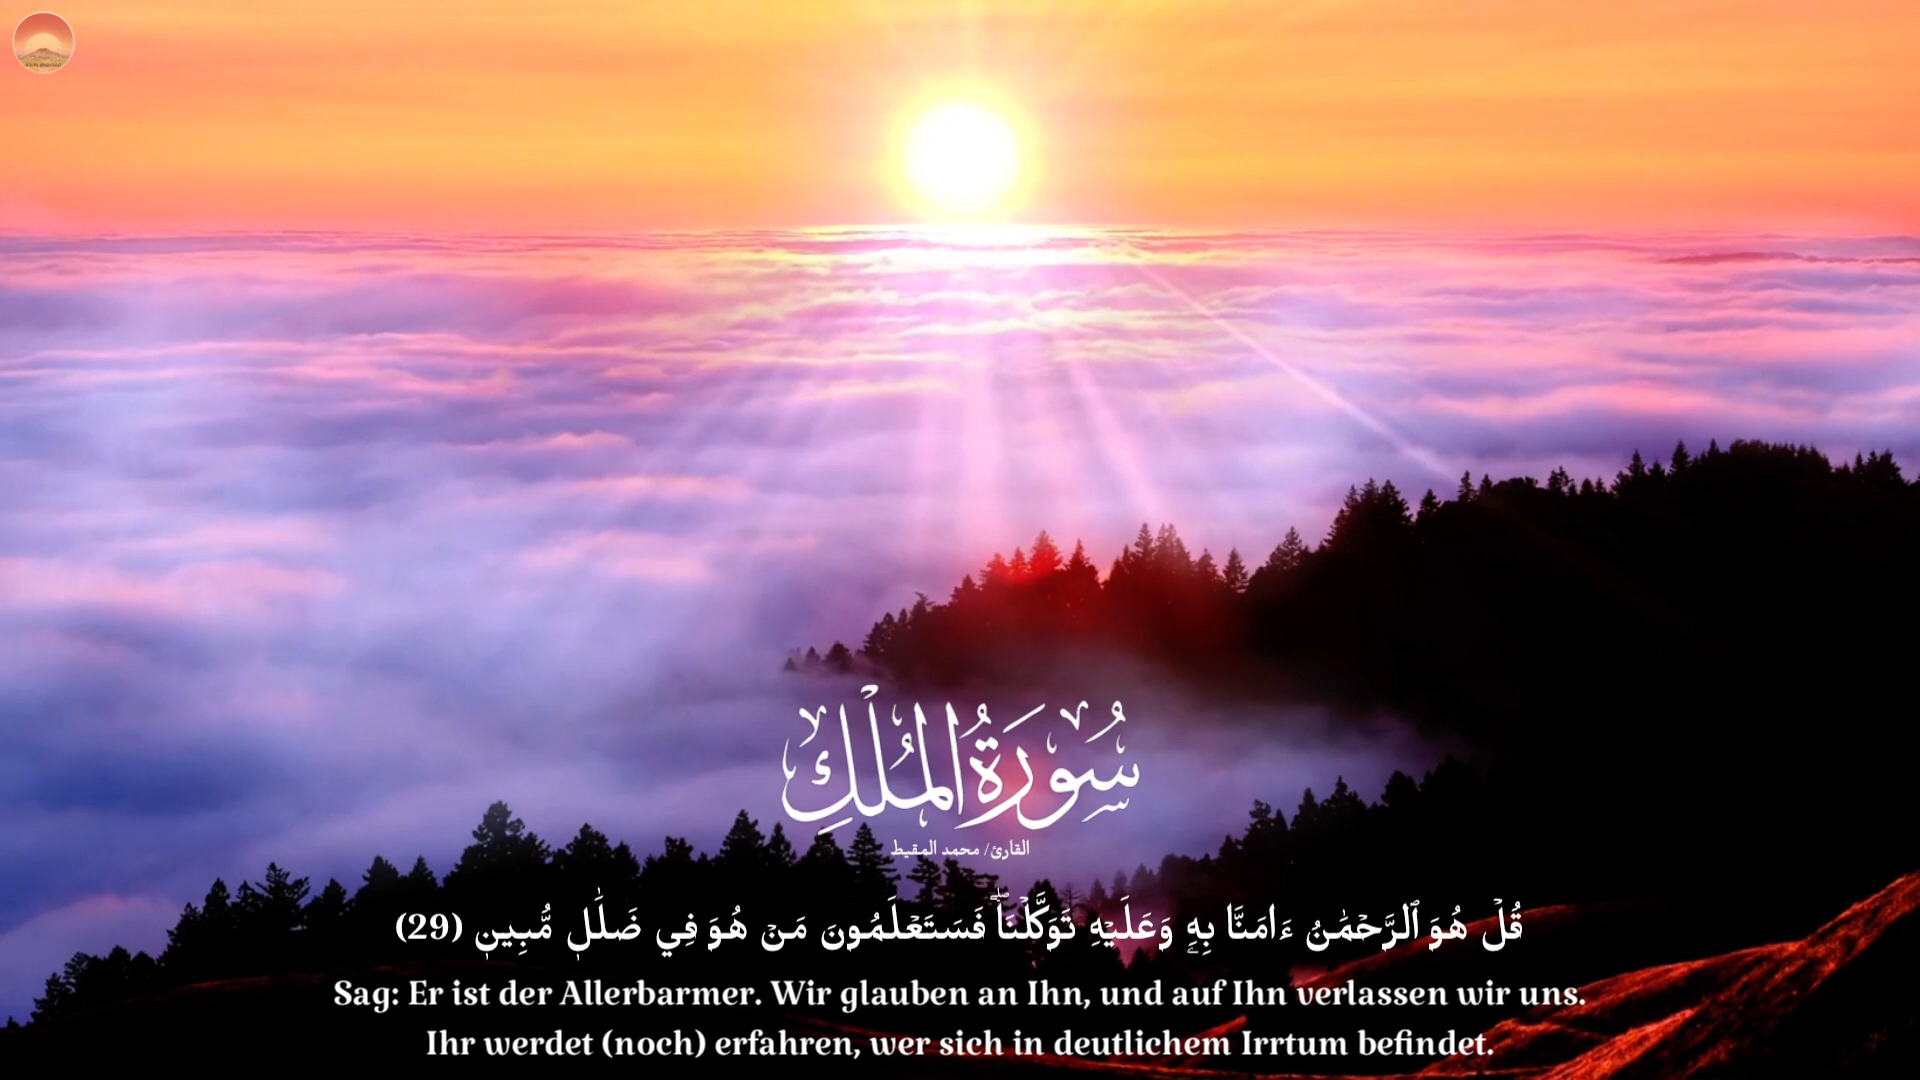 سُورَةُ المُلْكِ
القارئ/ محمد المقيط
قُلۡ هُوَ ٱلرَّحۡمَٰنُ ءَامَنَّا بِهِۦ وَعَلَيۡهِ تَوَكَّلۡنَاۖ فَسَتَعۡلَمُونَ مَنۡ هُوَ فِي ضَلَٰلٖ مُّبِينٖ (29)
Sag: Er ist der Allerbarmer. Wir glauben an Ihn, und auf Ihn verlassen wir uns.
Ihr werdet (noch) erfahren, wer sich in deutlichem Irrtum befindet.